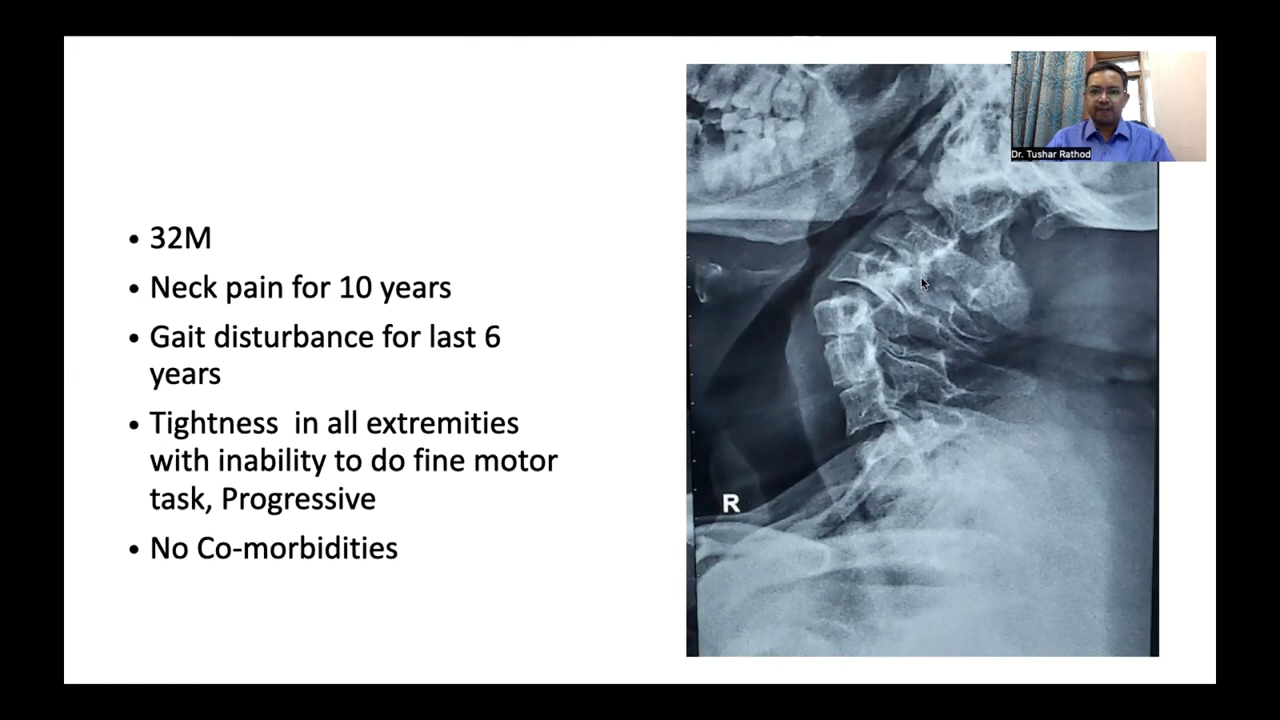 • 32M
• Neck pain for 10 years
• Gait disturbance for last 6
years
• Tightness in all extremities
with inability to do fine motor
task, Progressive
• No Co-morbidities
Dr. Tushar Rathod
R